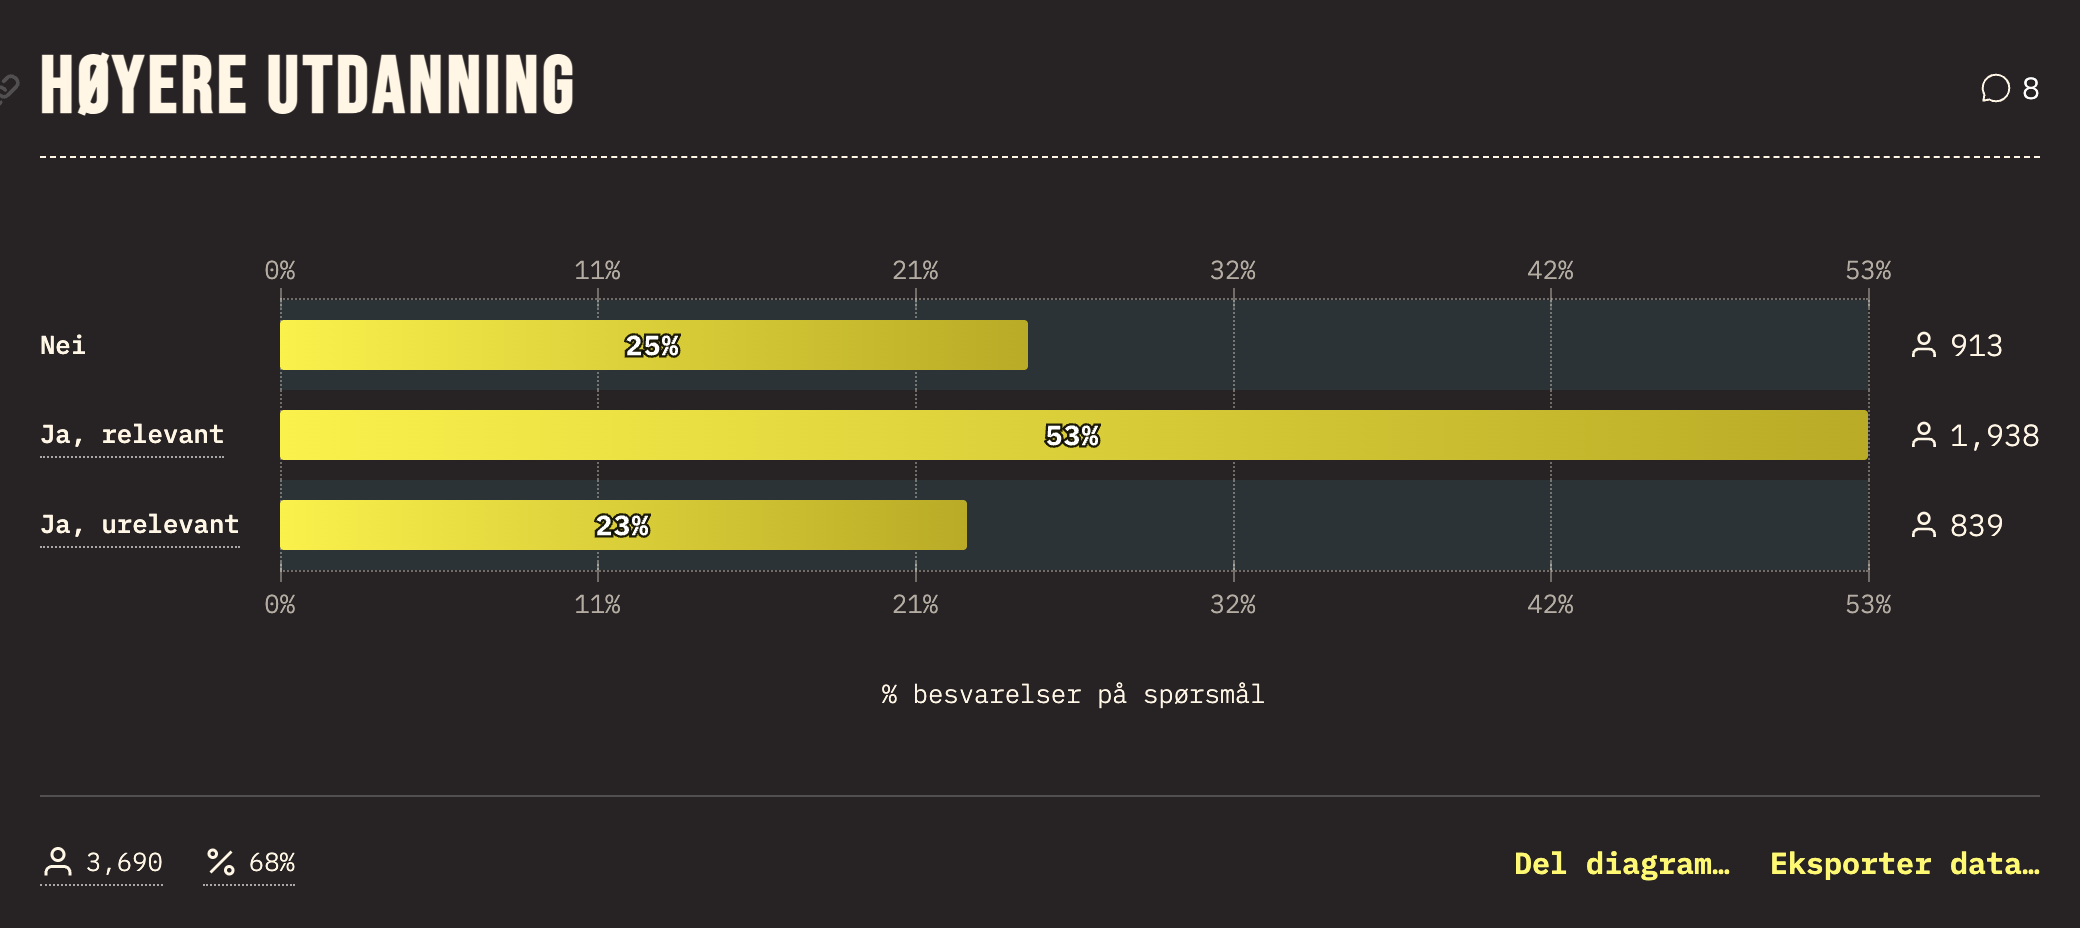 HØYERE UTDANNING
8
0% 11% 21% 32% 42% 53%
Nei 25% 913
Ja, relevant 53% 1,938
Ja, urelevant 23% 839
0% 11% 21% 32% 42% 53%
% besvarelser på spørsmål
3,690 68% Del diagram… Eksporter data…